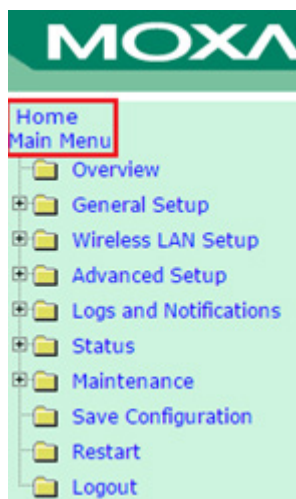 MOXA
Home
Main Menu
Overview
General Setup
Wireless LAN Setup
Advanced Setup
Logs and Notifications
Status
Maintenance
Save Configuration
Restart
Logout